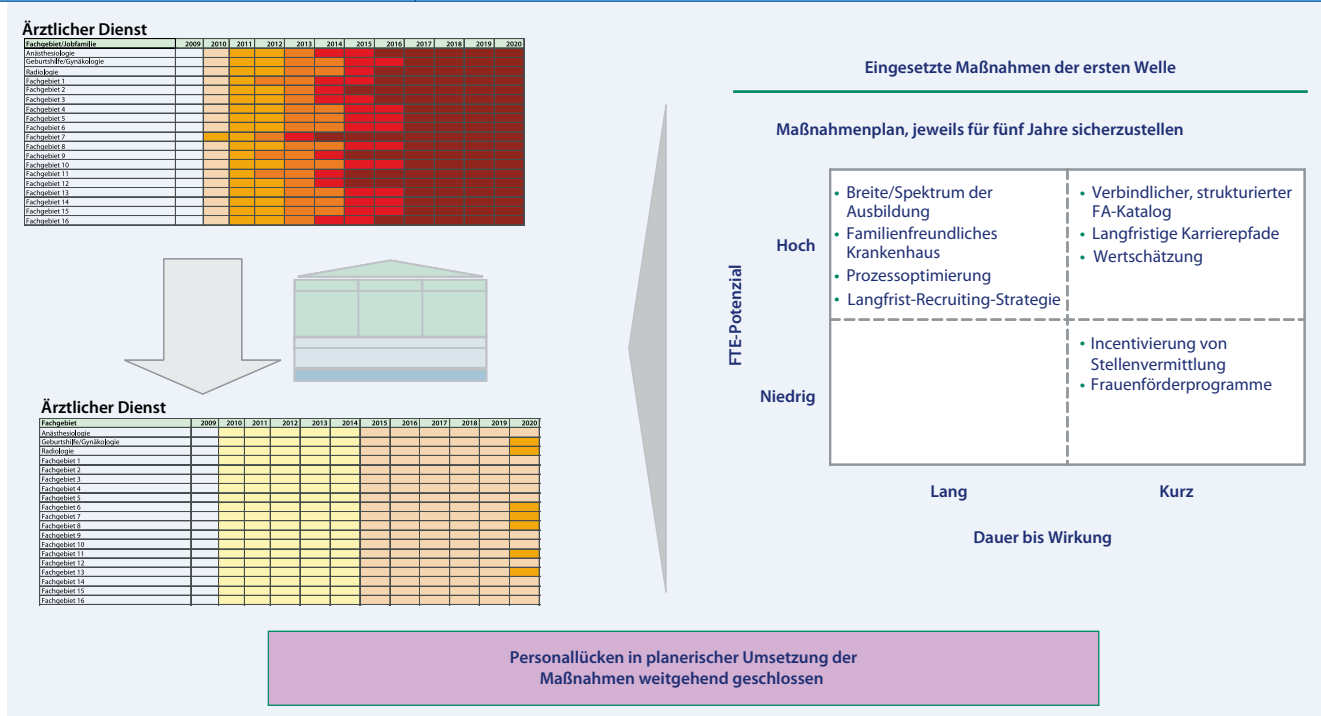 Ärztlicher Dienst
Fachgebiet/Jobfamilie 2009 2010 2011 2012 2013 2014 2015 2016 2017 2018 2019 2020
Anästhesiologie
Geburtshilfe/Gynäkologie
Radiologie
Fachgebiet 1
Fachgebiet 2
Fachgebiet 3
Fachgebiet 4
Fachgebiet 5
Fachgebiet 6
Fachgebiet 7
Fachgebiet 8
Fachgebiet 9
Fachgebiet 10
Fachgebiet 11
Fachgebiet 12
Fachgebiet 13
Fachgebiet 14
Fachgebiet 15
Fachgebiet 16
Ärztlicher Dienst
Fachgebiet 2009 2010 2011 2012 2013 2014 2015 2016 2017 2018 2019 2020
Anästhesiologie
Geburtshilfe/Gynäkologie
Radiologie
Fachgebiet 1
Fachgebiet 2
Fachgebiet 3
Fachgebiet 4
Fachgebiet 5
Fachgebiet 6
Fachgebiet 7
Fachgebiet 8
Fachgebiet 9
Fachgebiet 10
Fachgebiet 11
Fachgebiet 12
Fachgebiet 13
Fachgebiet 14
Fachgebiet 15
Fachgebiet 16
Eingesetzte Maßnahmen der ersten Welle
Maßnahmenplan, jeweils für fünf Jahre sicherzustellen
FTE-Potenzial
Hoch
• Breite/Spektrum der
Ausbildung
• Familienfreundliches
Krankenhaus
• Prozessoptimierung
• Langfrist-Recruiting-Strategie
• Verbindlicher, strukturierter
FA-Katalog
• Langfristige Karrierepfade
• Wertschätzung
Niedrig
• Incentivierung von
Stellenvermittlung
• Frauenförderprogramme
Lang
Kurz
Dauer bis Wirkung
Personallücken in planerischer Umsetzung der
Maßnahmen weitgehend geschlossen